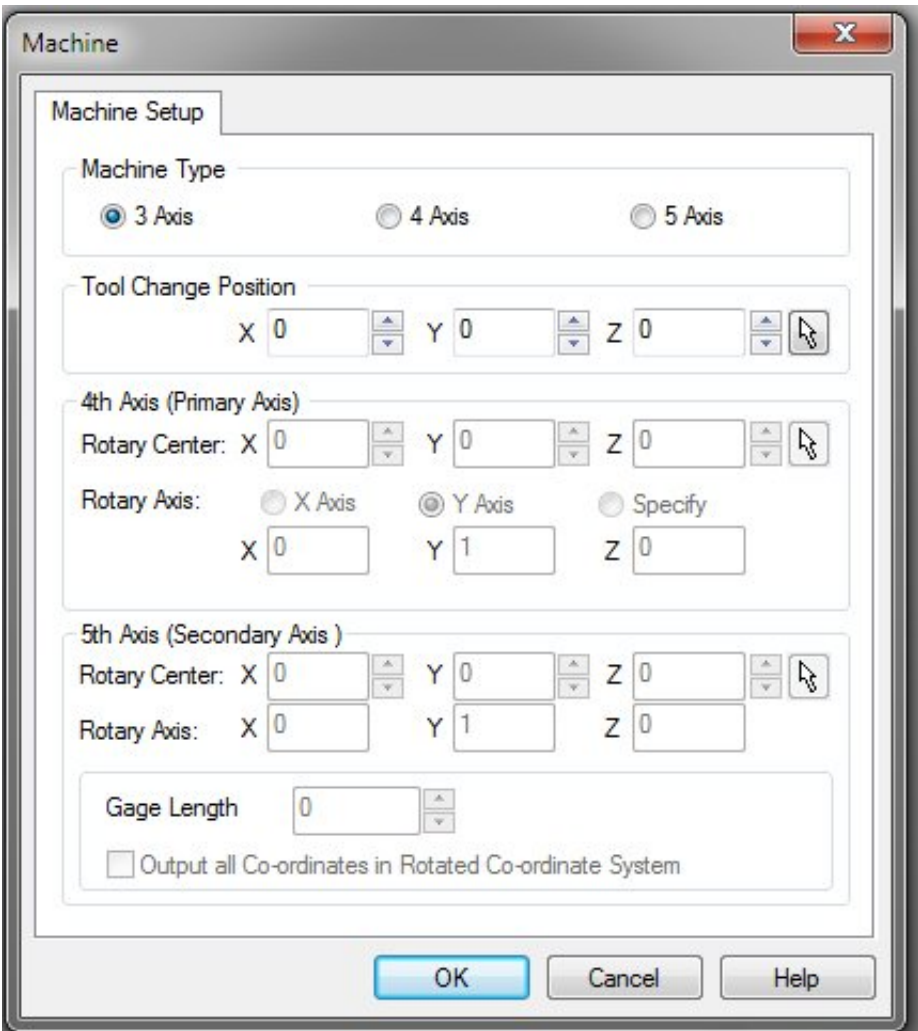 Machine
Machine Setup
Machine Type
3 Axis 4 Axis 5 Axis
Tool Change Position
X 0 Y 0 Z 0
4th Axis (Primary Axis)
Rotary Center: X 0 Y 0 Z 0
Rotary Axis: X Axis Y Axis Specify
X 0 Y 1 Z 0
5th Axis (Secondary Axis )
Rotary Center: X 0 Y 0 Z 0
Rotary Axis: X 0 Y 1 Z 0
Gage Length 0
Output all Co-ordinates in Rotated Co-ordinate System
OK Cancel Help